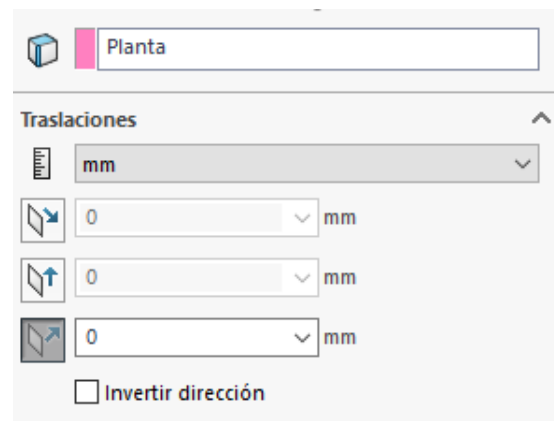 Planta
Traslaciones
mm
0 mm
0 mm
0 mm
Invertir dirección